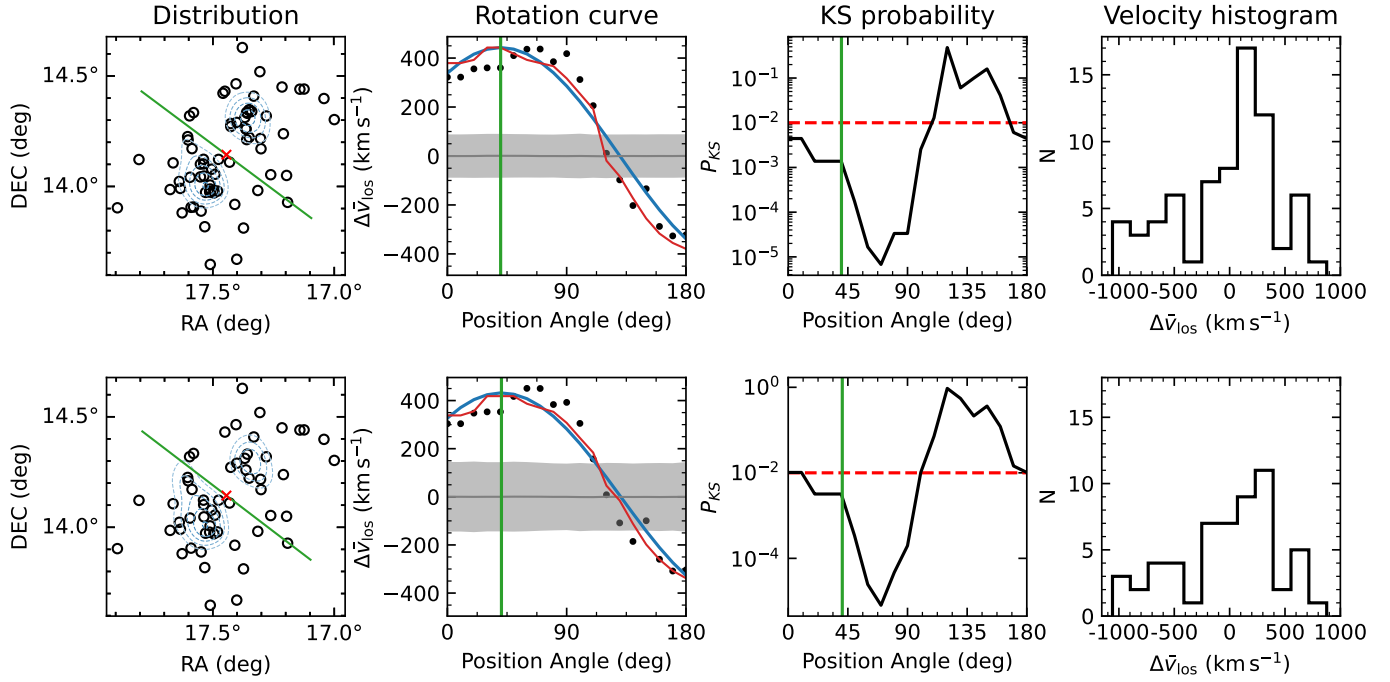 Distribution
Rotation curve
KS probability
Velocity histogram
14.5°
14.0°
DEC (deg)
17.5° 17.0°
RA (deg)
400
200
0
−200
−400
Δv̄los (km s⁻¹)
0 90 180
Position Angle (deg)
10⁻¹
10⁻²
10⁻³
10⁻⁴
10⁻⁵
P_KS
0 45 90 135 180
Position Angle (deg)
15
10
5
0
N
-1000 -500 0 500 1000
Δv̄los (km s⁻¹)
14.5°
14.0°
DEC (deg)
17.5° 17.0°
RA (deg)
400
200
0
−200
−400
Δv̄los (km s⁻¹)
0 90 180
Position Angle (deg)
10⁰
10⁻²
10⁻⁴
P_KS
0 45 90 135 180
Position Angle (deg)
15
10
5
0
N
-1000 -500 0 500 1000
Δv̄los (km s⁻¹)